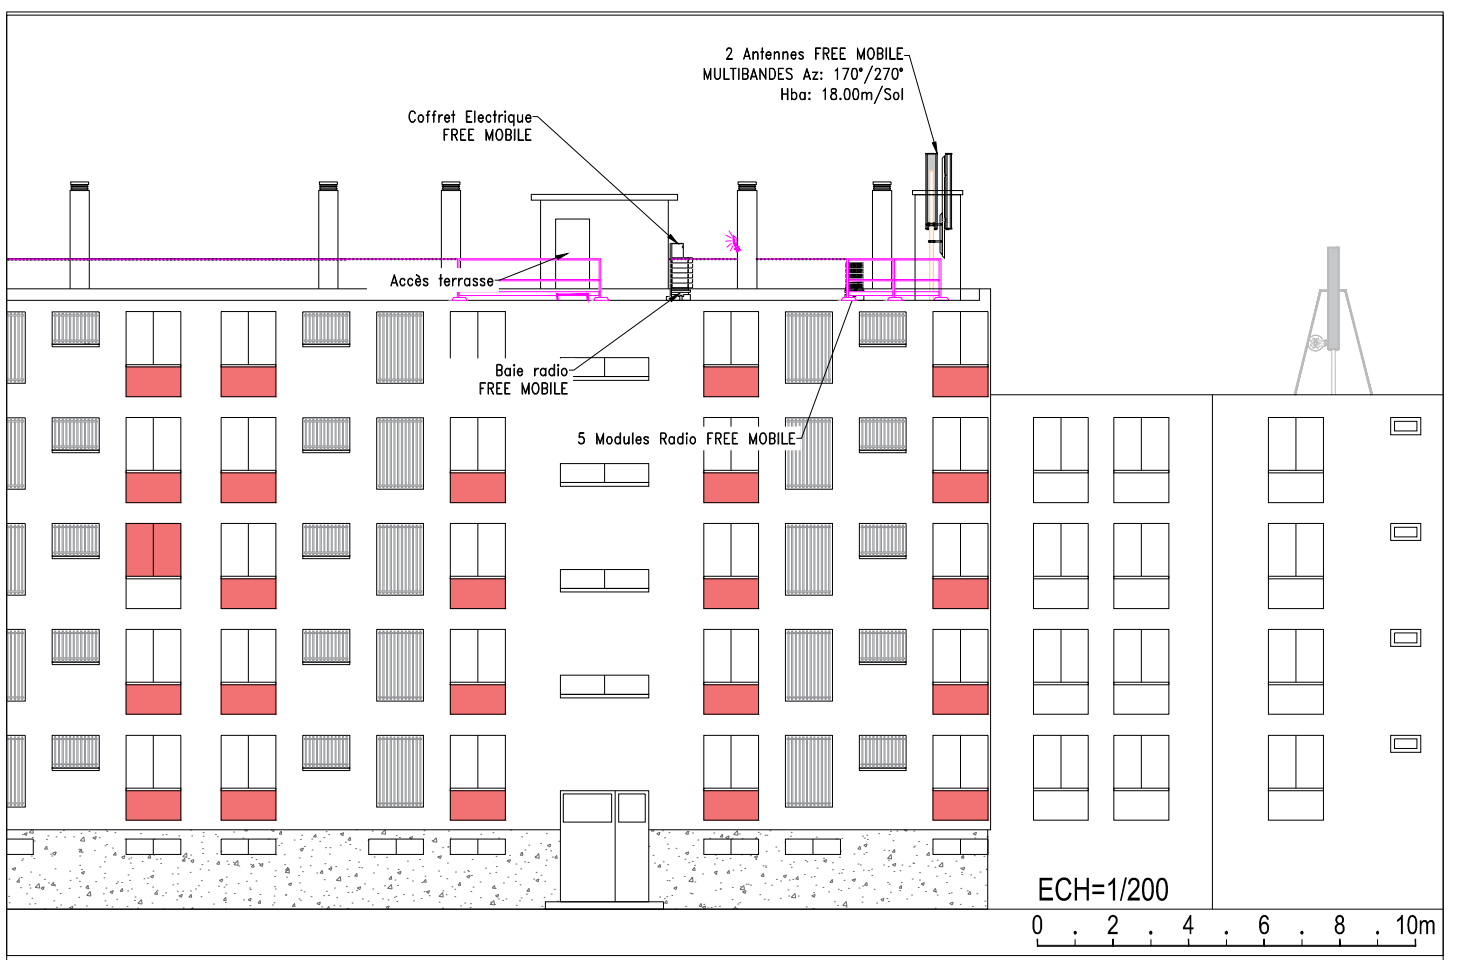 2 Antennes FREE MOBILE
MULTIBANDES Az: 170°/270°
Hba: 18.00m/Sol
Coffret Electrique
FREE MOBILE
Accès terrasse
Baie radio
FREE MOBILE
5 Modules Radio FREE MOBILE
ECH=1/200
0 . 2 . 4 . 6 . 8 . 10m